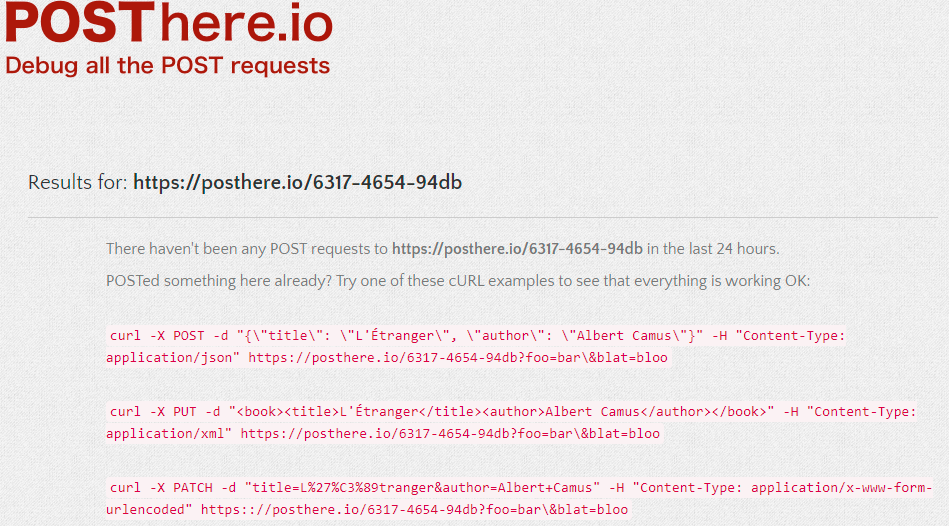 POSThere.io
Debug all the POST requests
Results for: https://posthere.io/6317-4654-94db
There haven't been any POST requests to https://posthere.io/6317-4654-94db in the last 24 hours.
POSTed something here already? Try one of these cURL examples to see that everything is working OK:
curl -X POST -d "{\"title\": \"L'Étranger\", \"author\": \"Albert Camus\"}" -H "Content-Type:
application/json" https://posthere.io/6317-4654-94db?foo=bar\&blat=bloo
curl -X PUT -d "<book><title>L'Étranger</title><author>Albert Camus</author></book>" -H "Content-Type:
application/xml" https://posthere.io/6317-4654-94db?foo=bar\&blat=bloo
curl -X PATCH -d "title=L%27%C3%89tranger&author=Albert+Camus" -H "Content-Type: application/x-www-form-
urlencoded" https:://posthere.io/6317-4654-94db?foo=bar\&blat=bloo